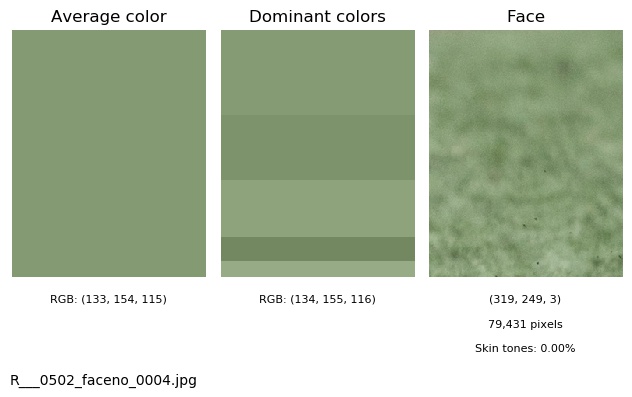 Average color
Dominant colors
Face
RGB: (133, 154, 115)
RGB: (134, 155, 116)
(319, 249, 3)
79,431 pixels
Skin tones: 0.00%
R___0502_faceno_0004.jpg